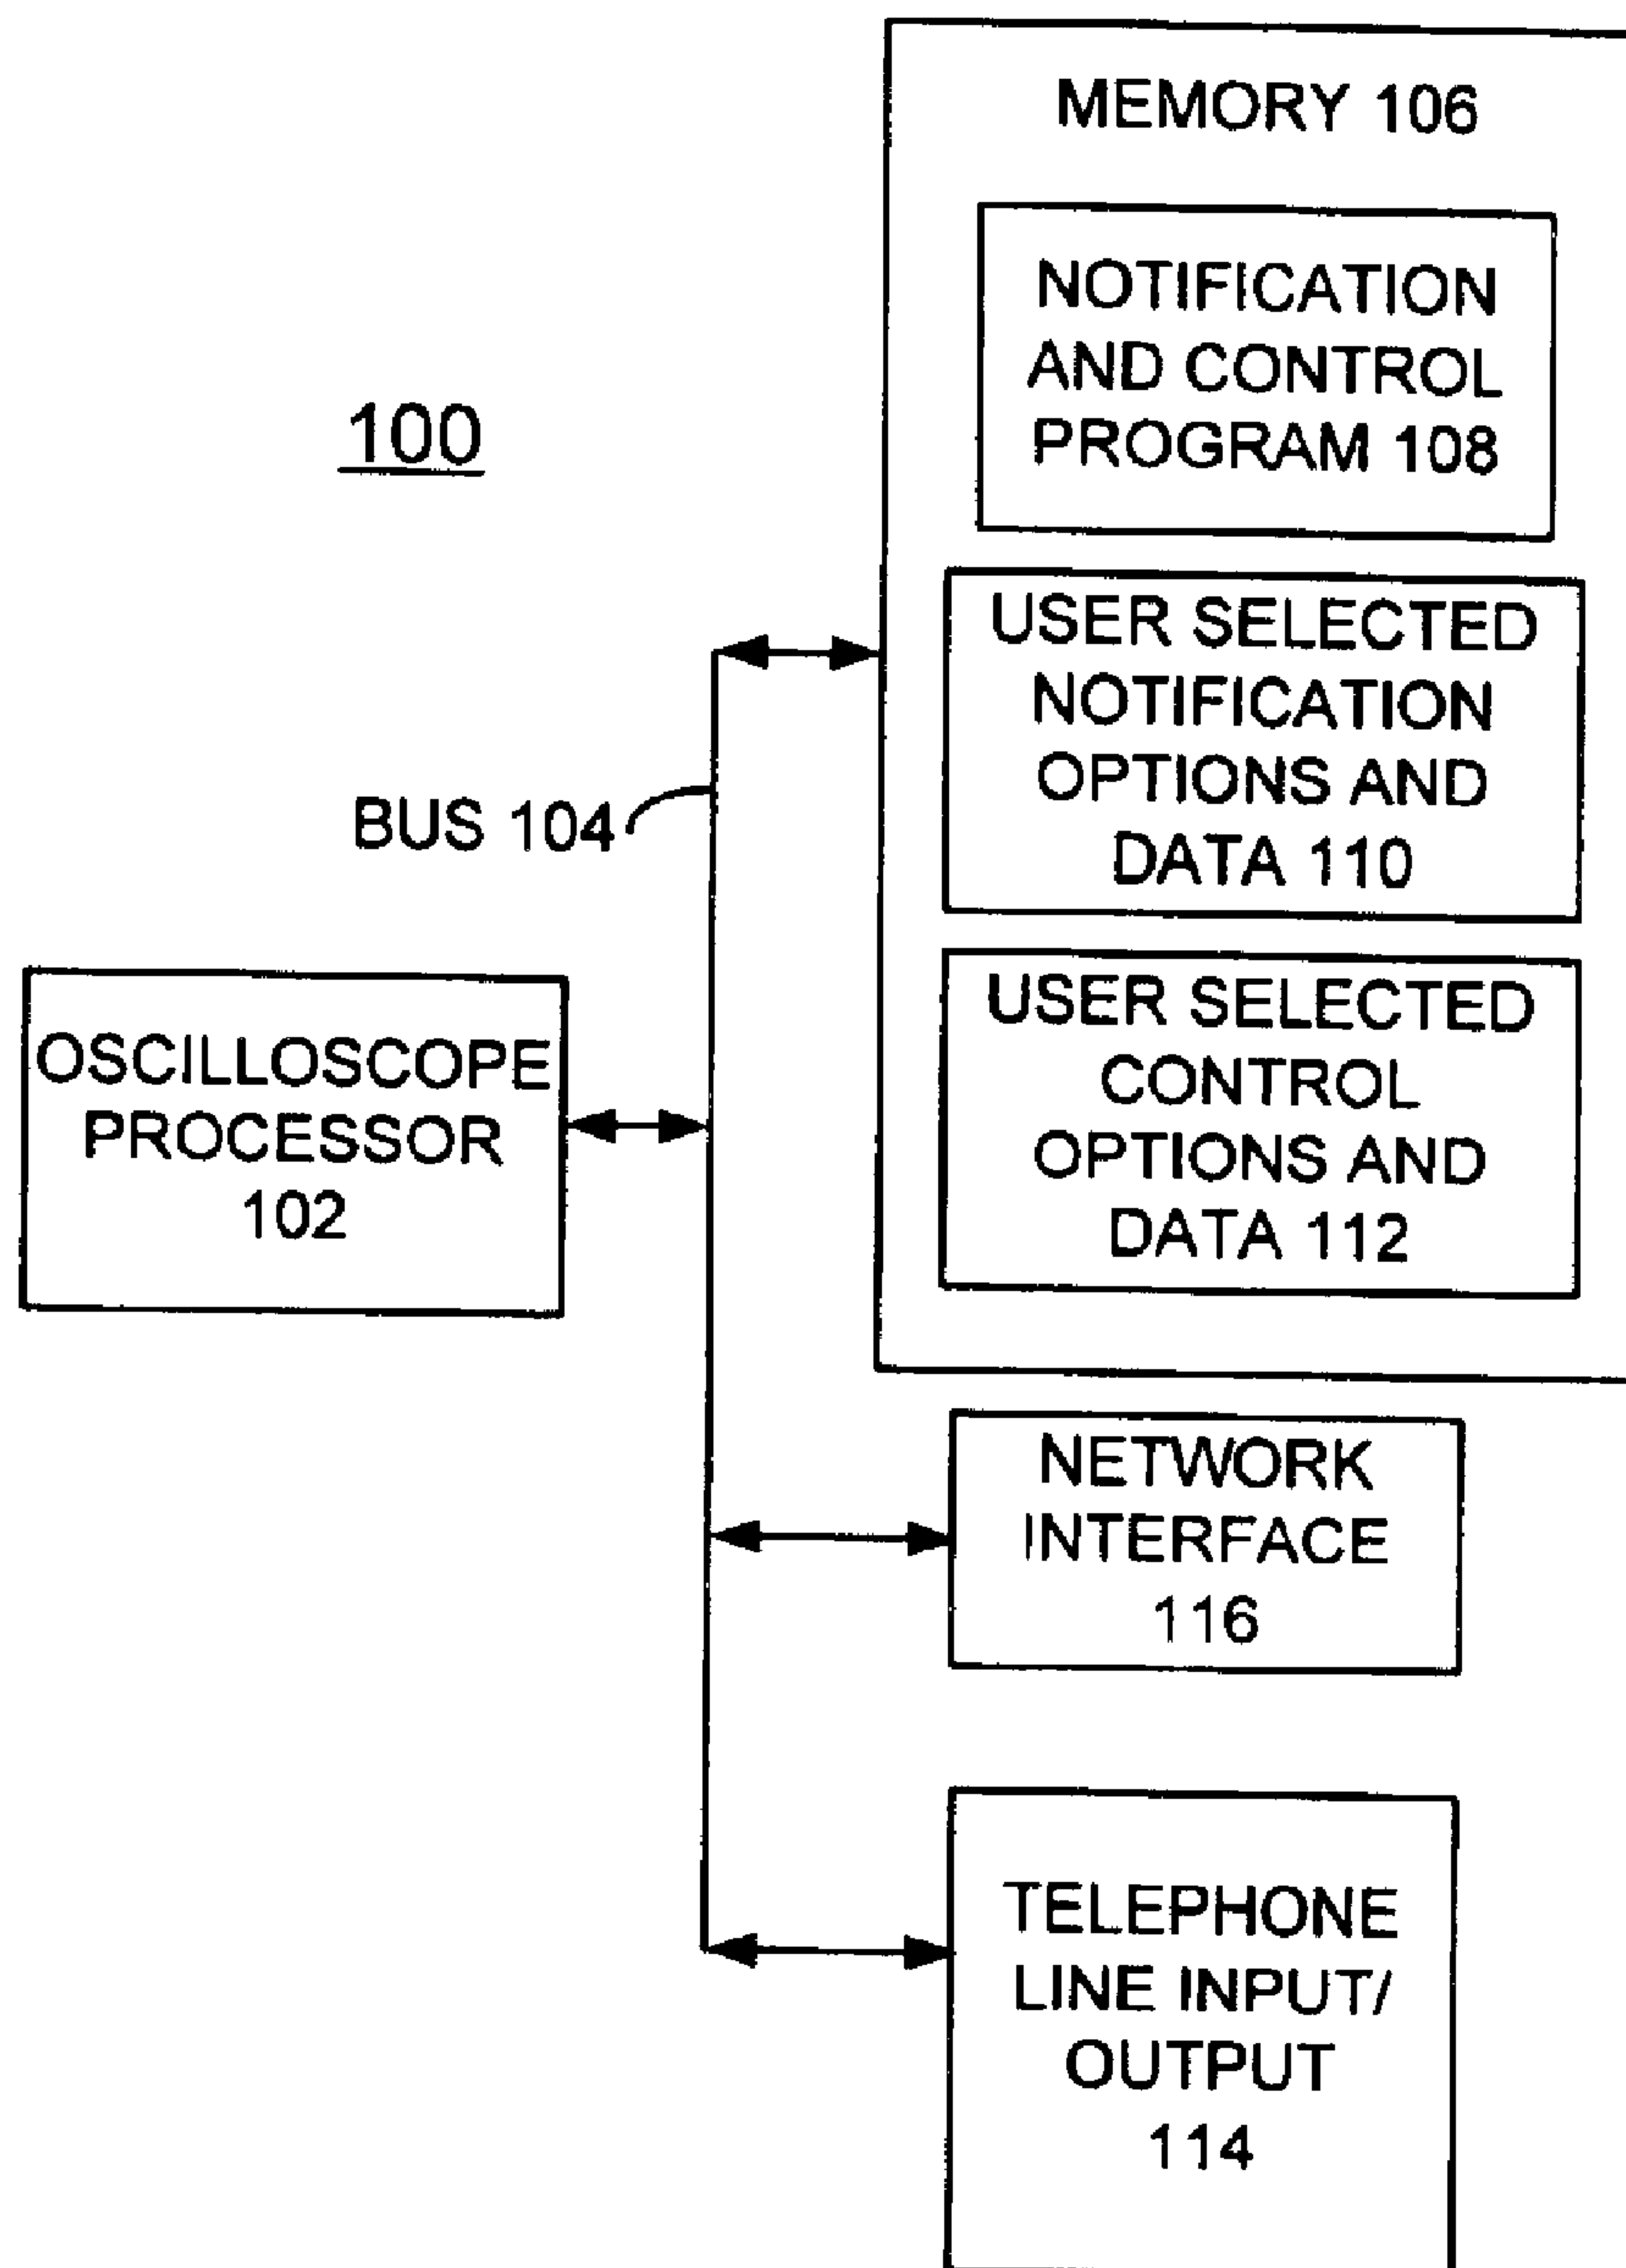 MEMORY 106
NOTIFICATION
AND CONTROL
PROGRAM 108
100
USER SELECTED
NOTIFICATION
OPTIONS AND
DATA 110
BUS 104
USER SELECTED
CONTROL
OPTIONS AND
DATA 112
OSCILLOSCOPE
PROCESSOR
102
NETWORK
INTERFACE
116
TELEPHONE
LINE INPUT/
OUTPUT
114